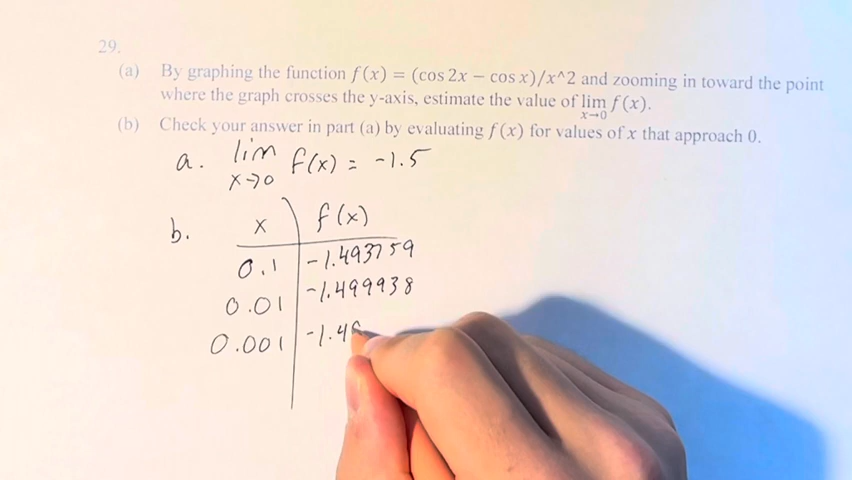 29.
(a) By graphing the function f(x) = (cos 2x − cos x)/x^2 and zooming in toward the point
where the graph crosses the y-axis, estimate the value of lim x→0 f(x).
(b) Check your answer in part (a) by evaluating f(x) for values of x that approach 0.
a. lim x→0 f(x) = -1.5
b. x f(x)
0.1 -1.493759
0.01 -1.499938
0.001 -1.4